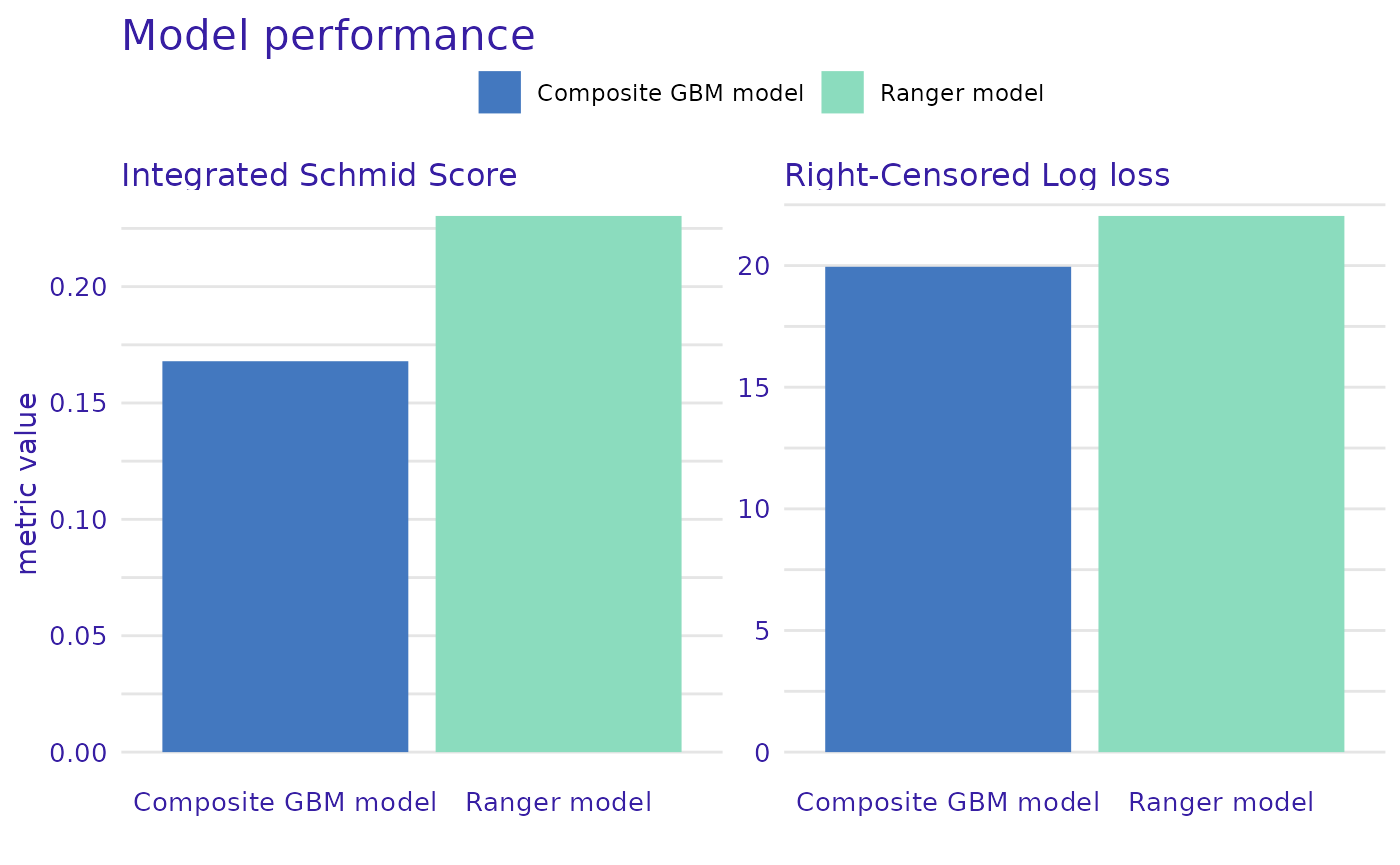 Model performance
Composite GBM model Ranger model
Integrated Schmid Score
Right-Censored Log loss
metric value
0.20
0.15
0.10
0.05
0.00
Composite GBM model Ranger model
20
15
10
5
0
Composite GBM model Ranger model